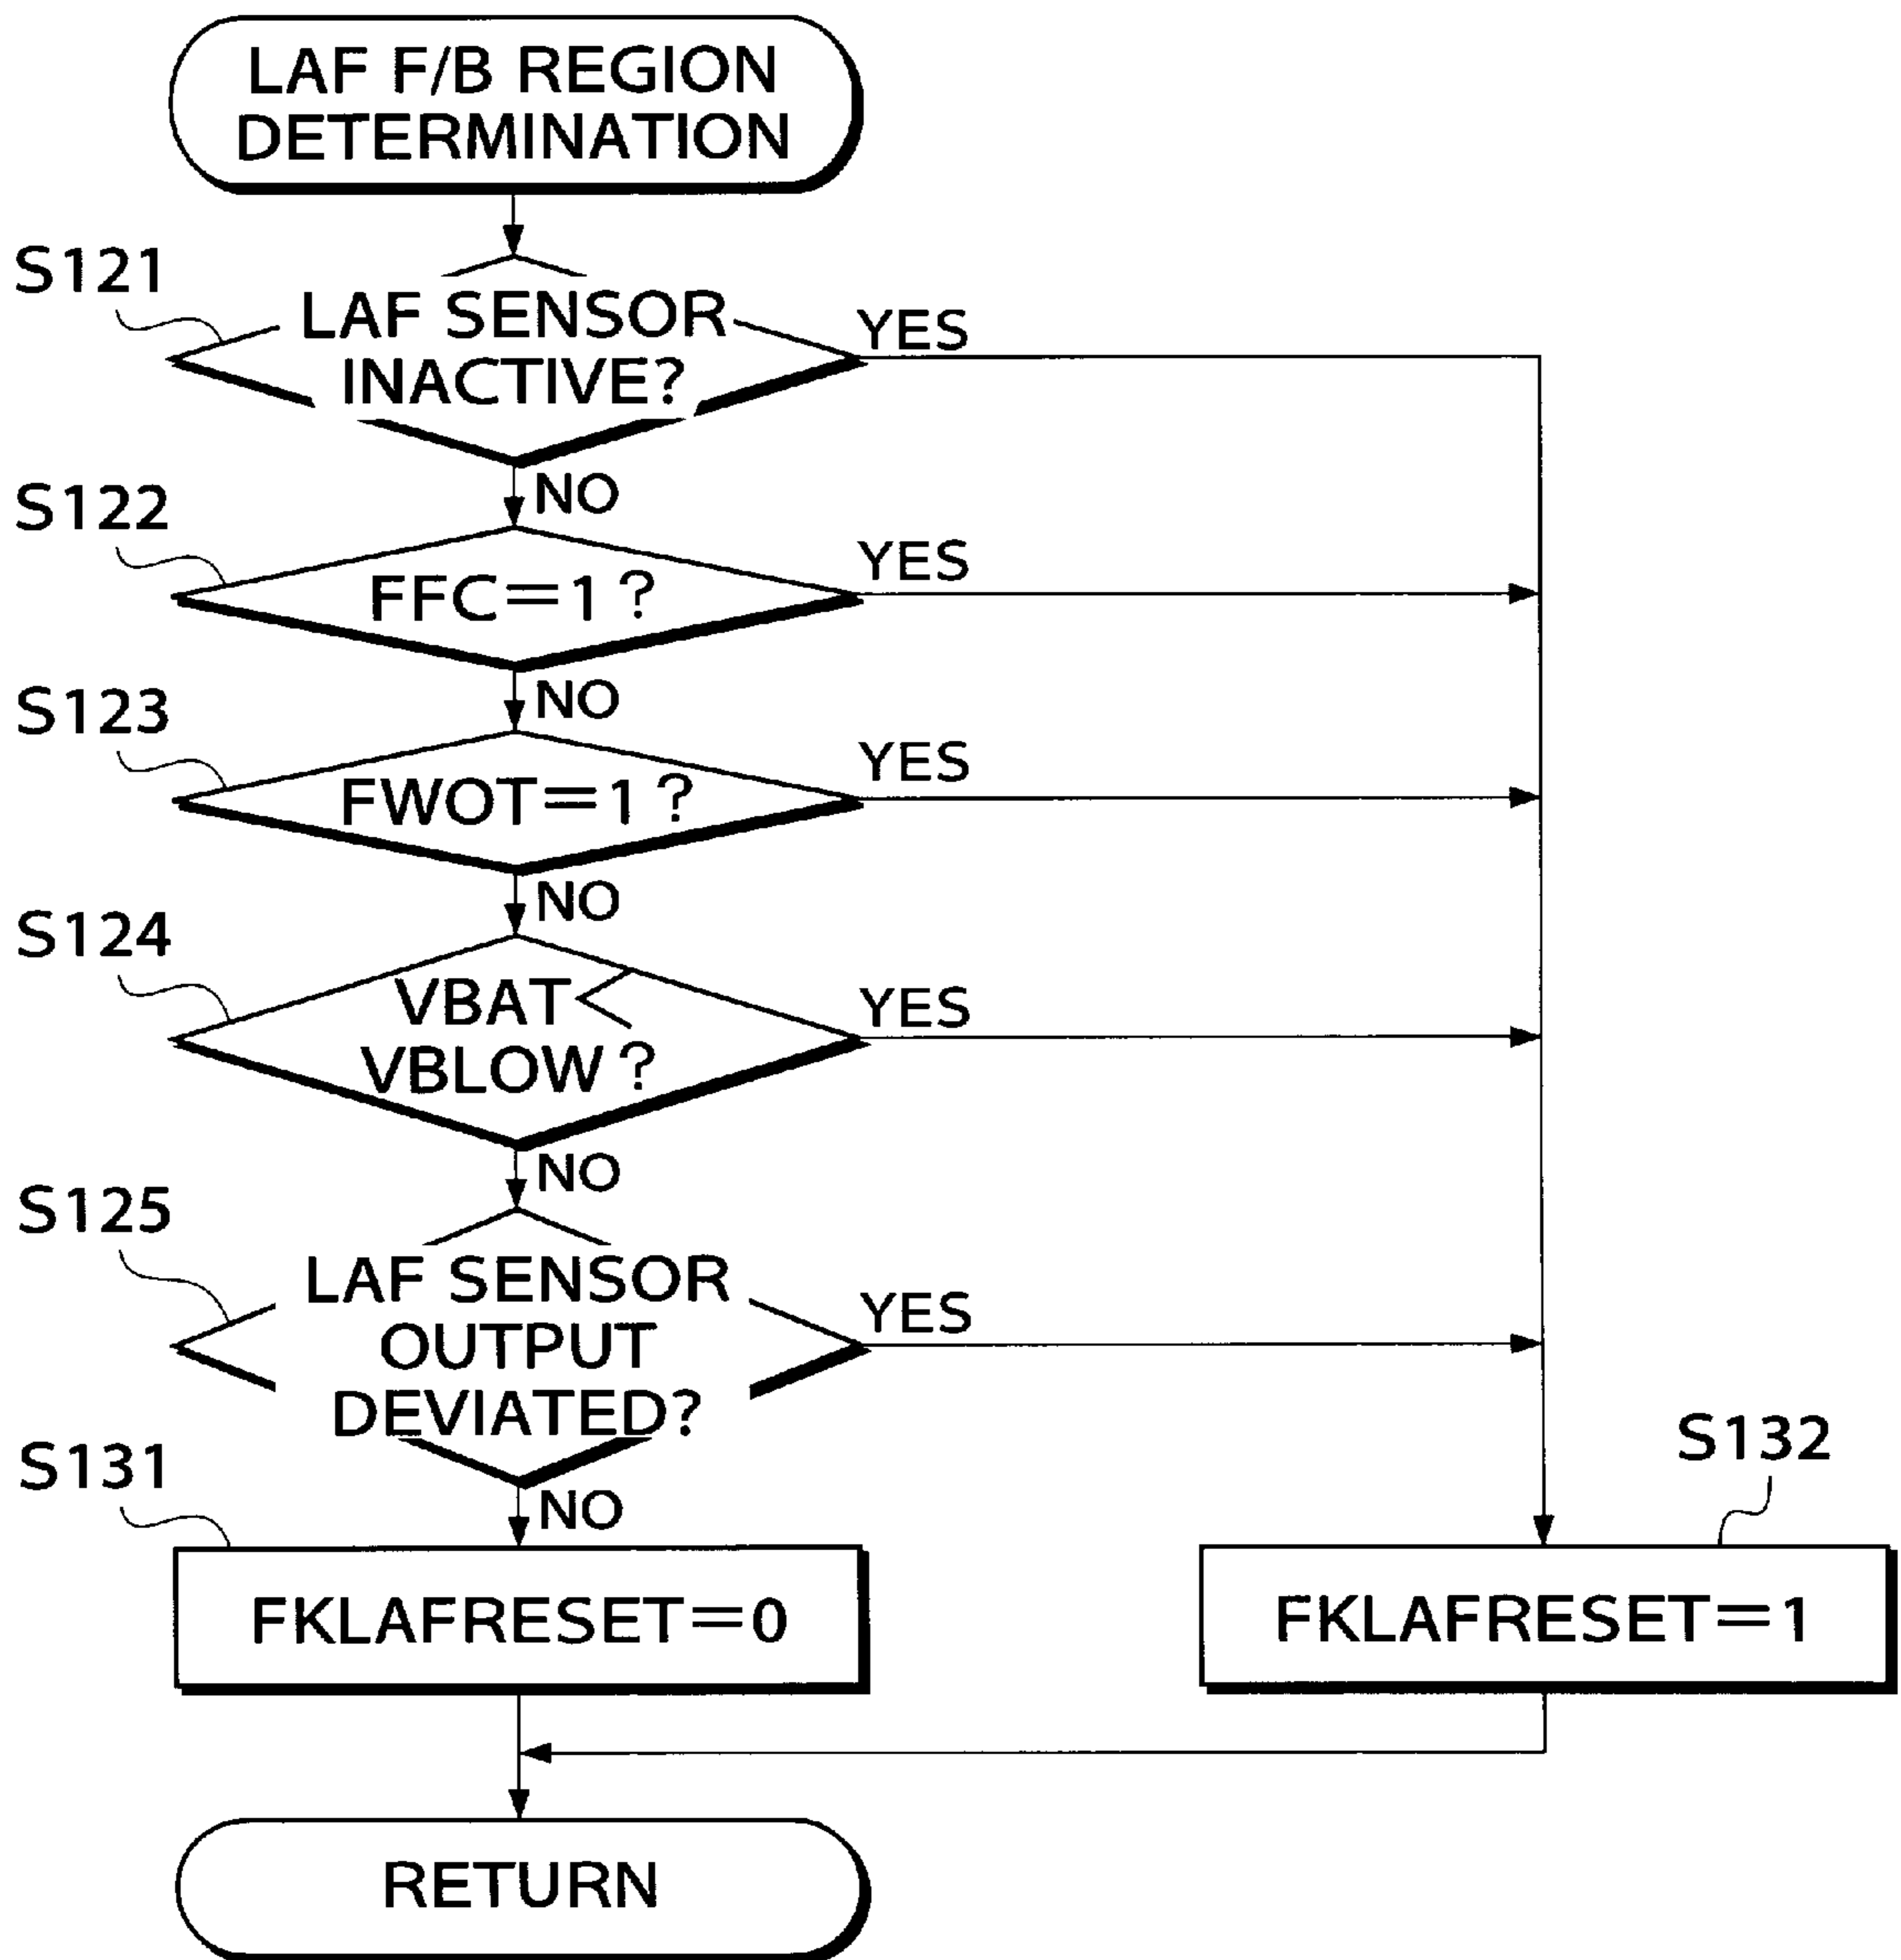 LAF F/B REGION
DETERMINATION
S121
LAF SENSOR
INACTIVE?
YES
NO
S122
FFC=1?
YES
NO
S123
FWOT=1?
YES
NO
S124
VBAT<
VBLOW?
YES
NO
S125
LAF SENSOR
OUTPUT
DEVIATED?
YES
NO
S131
FKLAFRESET=0
S132
FKLAFRESET=1
RETURN